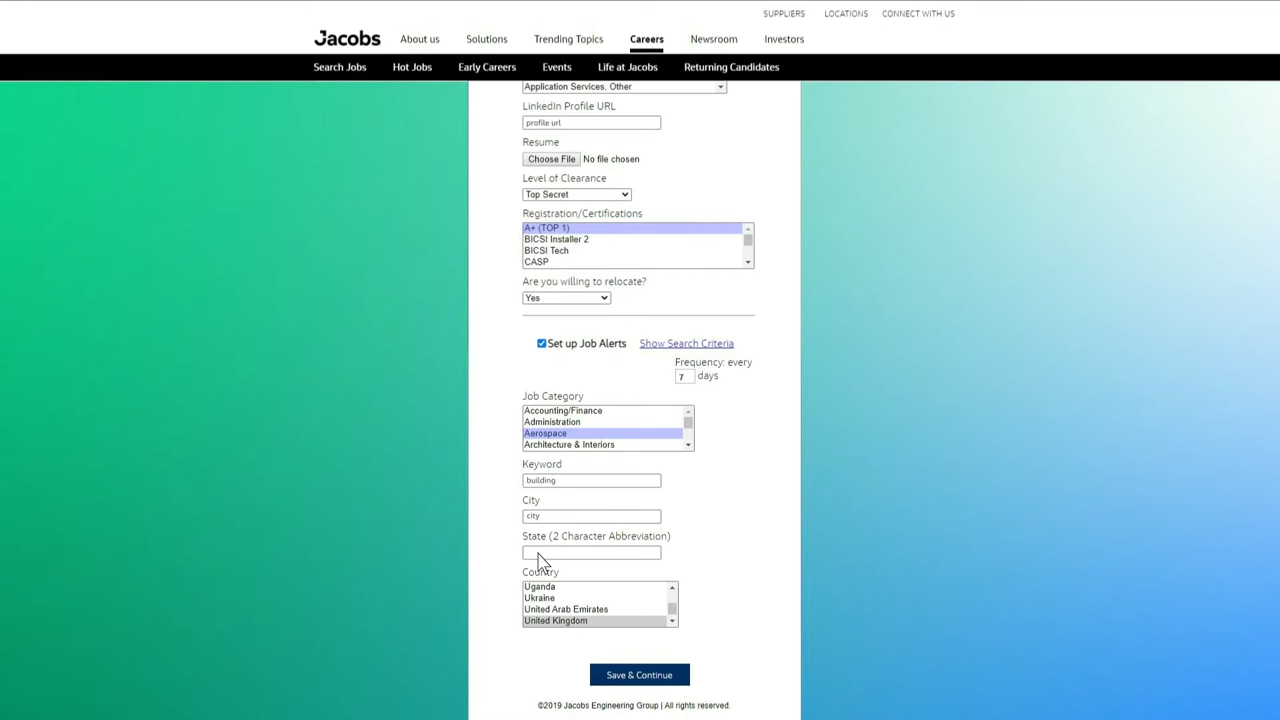 SUPPLIERS LOCATIONS CONNECT WITH US
Jacobs About us Solutions Trending Topics Careers Newsroom Investors
Search Jobs Hot Jobs Early Careers Events Life at Jacobs Returning Candidates
Application Services, Other
LinkedIn Profile URL
profile url
Resume
Choose File No file chosen
Level of Clearance
Top Secret
Registration/Certifications
A+ (TOP 1)
BICSI Installer 2
BICSI Tech
CASP
Are you willing to relocate?
Yes
Set up Job Alerts Show Search Criteria
Frequency: every
7 days
Job Category
Accounting/Finance
Administration
Aerospace
Architecture & Interiors
Keyword
building
City
city
State (2 Character Abbreviation)
Country
Uganda
Ukraine
United Arab Emirates
United Kingdom
Save & Continue
©2019 Jacobs Engineering Group | All rights reserved.